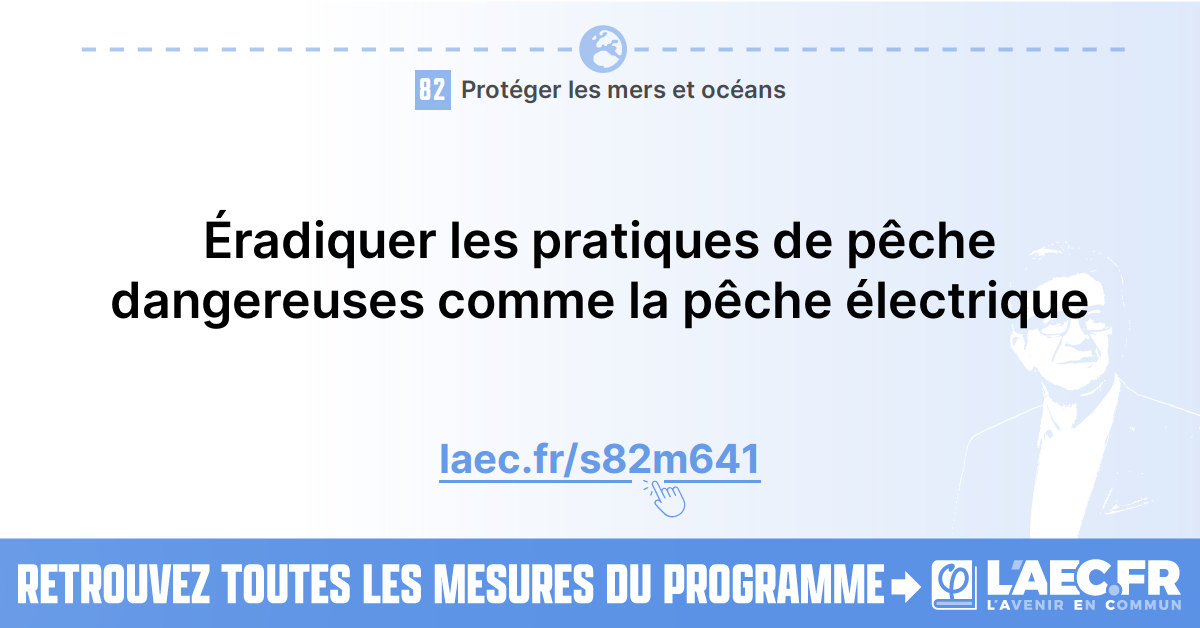 82 Protéger les mers et océans
Éradiquer les pratiques de pêche
dangereuses comme la pêche électrique
laec.fr/s82m641
RETROUVEZ TOUTES LES MESURES DU PROGRAMME
φ L'AEC.FR
L'AVENIR EN COMMUN